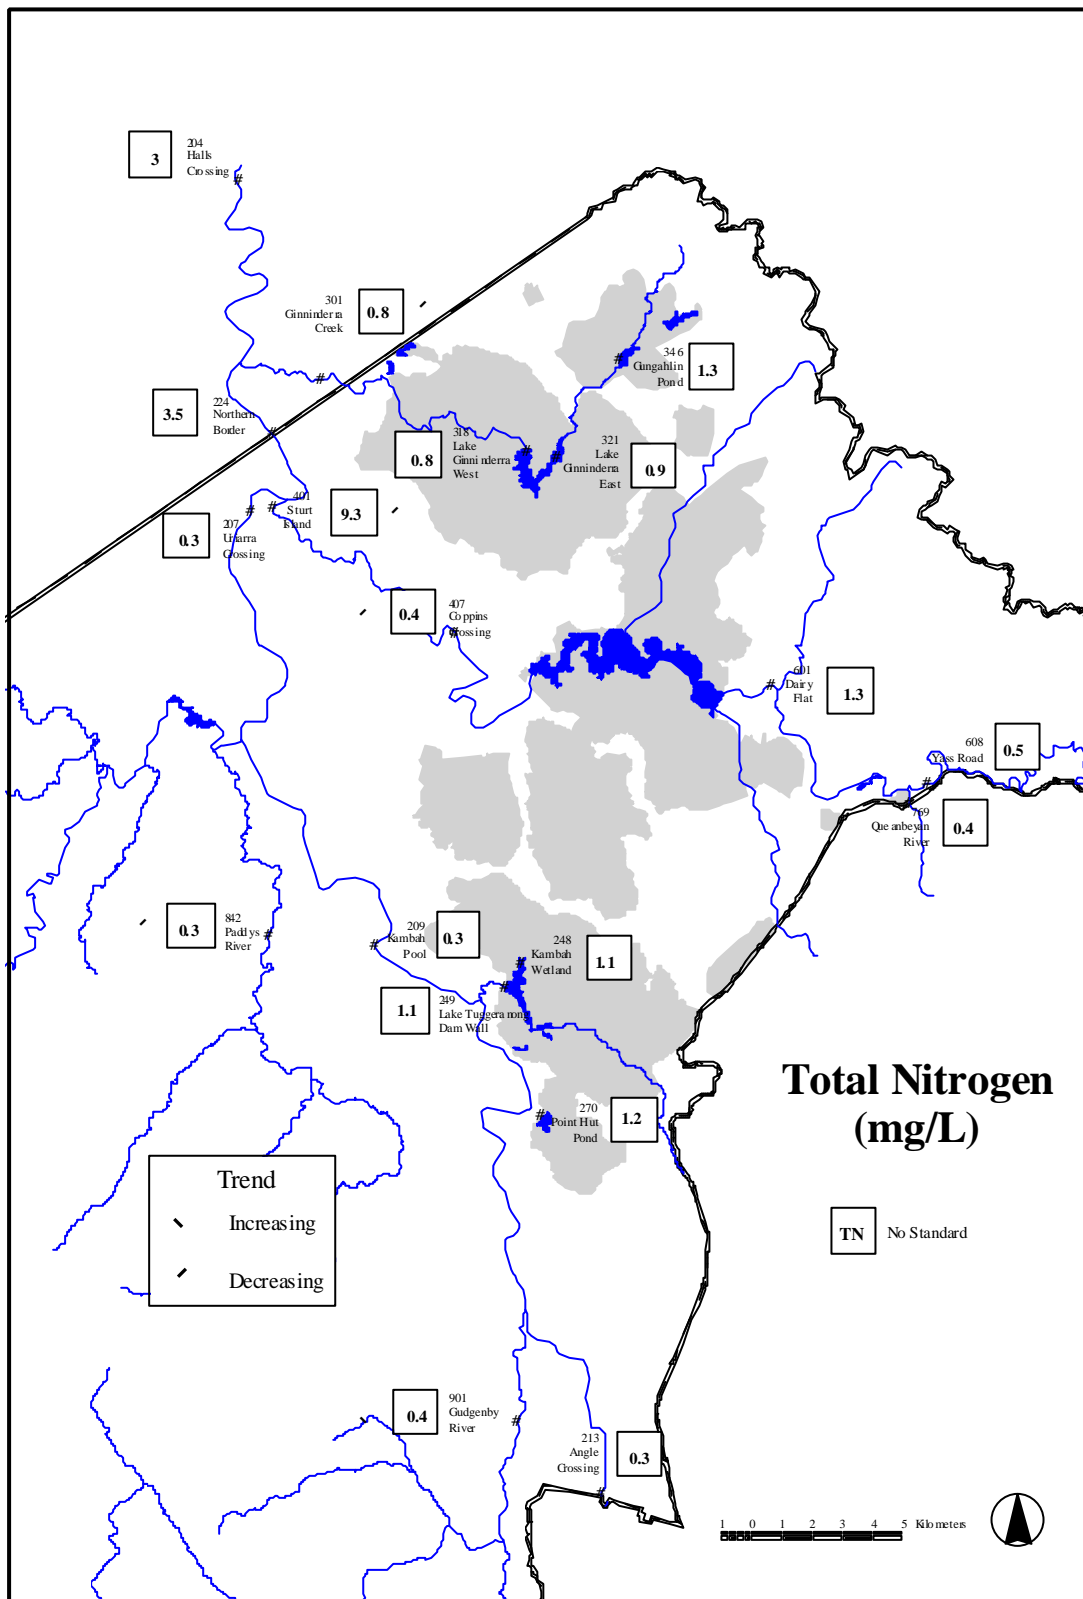 3
204
Halls
Crossing
301
Ginninderra
Creek
0.8
346
Gungahlin
Pond
1.3
3.5
224
Northern
Border
0.8
318
Lake
Ginninderra
West
321
Lake
Ginninderra
East
0.9
401
Sturt
Island
9.3
0.3
207
Uriarra
Crossing
0.4
407
Coppins
Crossing
601
Dairy
Flat
1.3
608
Yass Road
0.5
769
Queanbeyan
River
0.4
0.3
842
Paddys
River
209
Kambah
Pool
0.3
248
Kambah
Wetland
1.1
1.1
249
Lake Tuggeranong
Dam Wall
Total Nitrogen
(mg/L)
270
Point Hut
Pond
1.2
Trend
Increasing
Decreasing
TN
No Standard
0.4
901
Gudgenby
River
213
Angle
Crossing
0.3
1 0 1 2 3 4 5 Kilometers